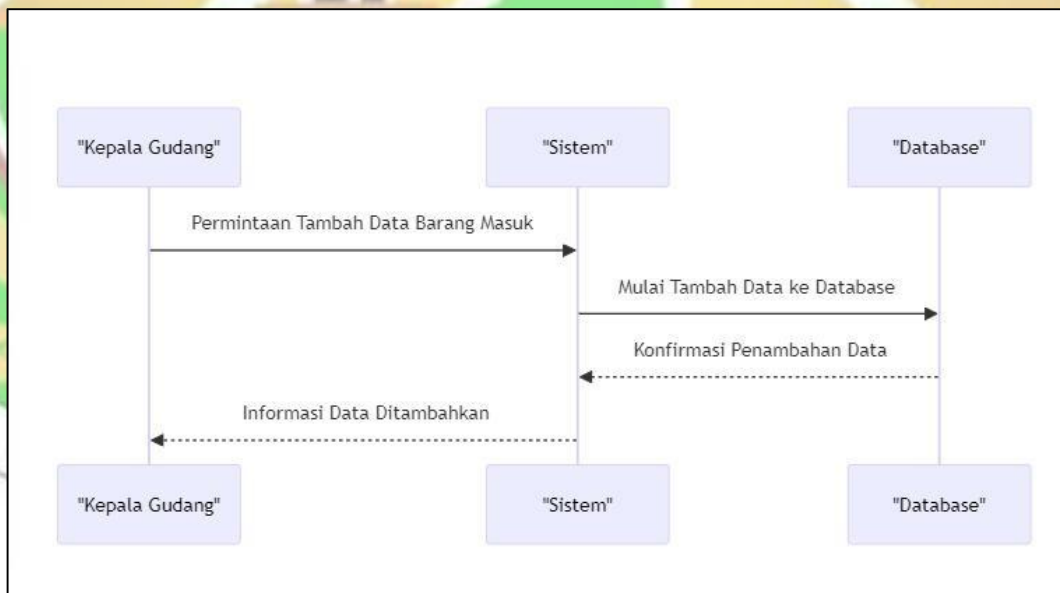 "Kepala Gudang"
"Sistem"
"Database"
Permintaan Tambah Data Barang Masuk
Mulai Tambah Data ke Database
Konfirmasi Penambahan Data
Informasi Data Ditambahkan
"Kepala Gudang"
"Sistem"
"Database"